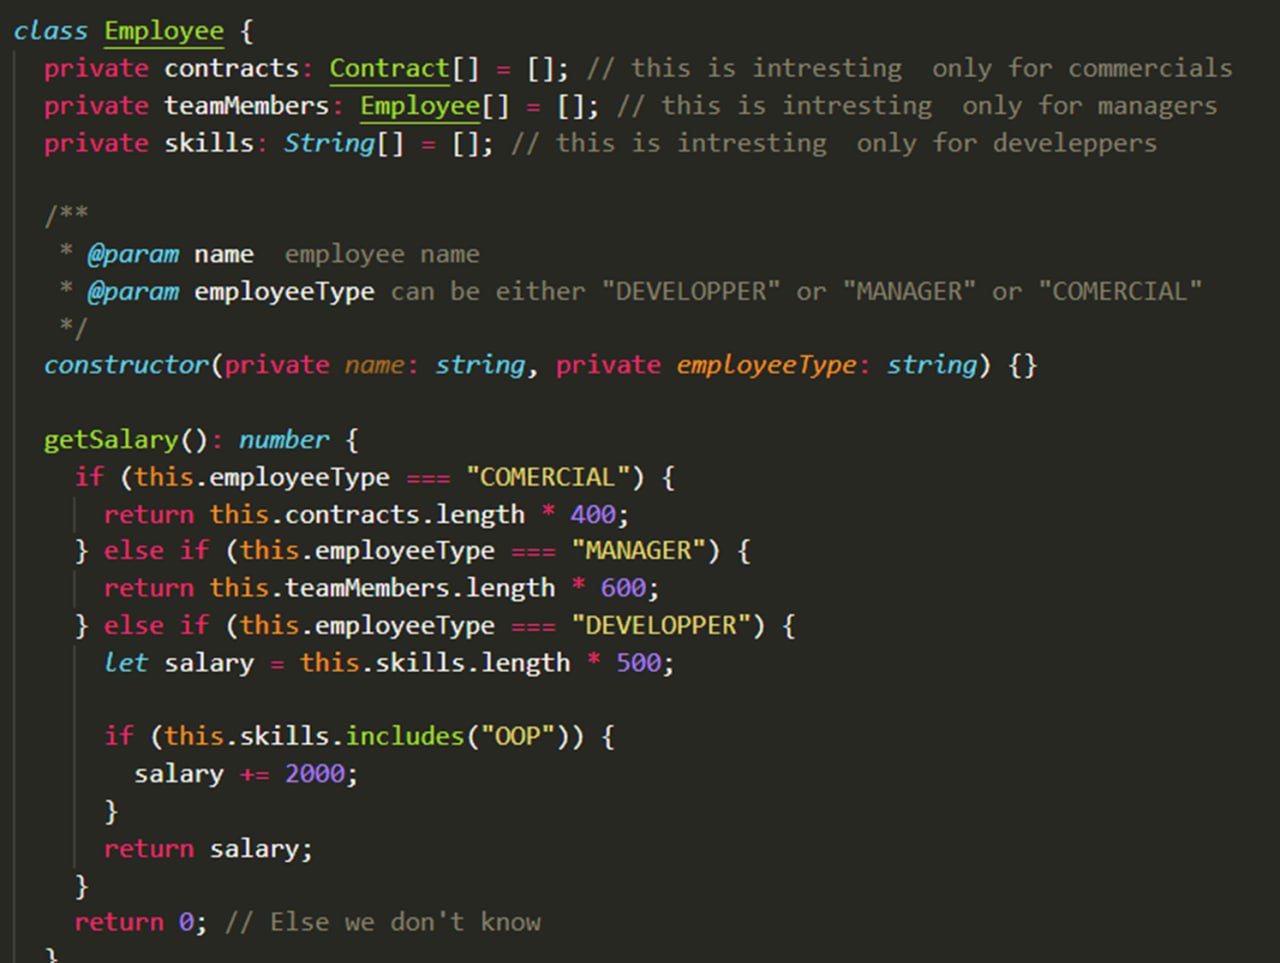 class Employee {
private contracts: Contract[] = []; // this is intresting  only for commercials
private teamMembers: Employee[] = []; // this is intresting  only for managers
private skills: String[] = []; // this is intresting  only for develeppers
/**
* @param name  employee name
* @param employeeType can be either "DEVELOPPER" or "MANAGER" or "COMERCIAL"
*/
constructor(private name: string, private employeeType: string) {}
getSalary(): number {
if (this.employeeType === "COMERCIAL") {
return this.contracts.length * 400;
} else if (this.employeeType === "MANAGER") {
return this.teamMembers.length * 600;
} else if (this.employeeType === "DEVELOPPER") {
let salary = this.skills.length * 500;
if (this.skills.includes("OOP")) {
salary += 2000;
}
return salary;
}
return 0; // Else we don't know
}